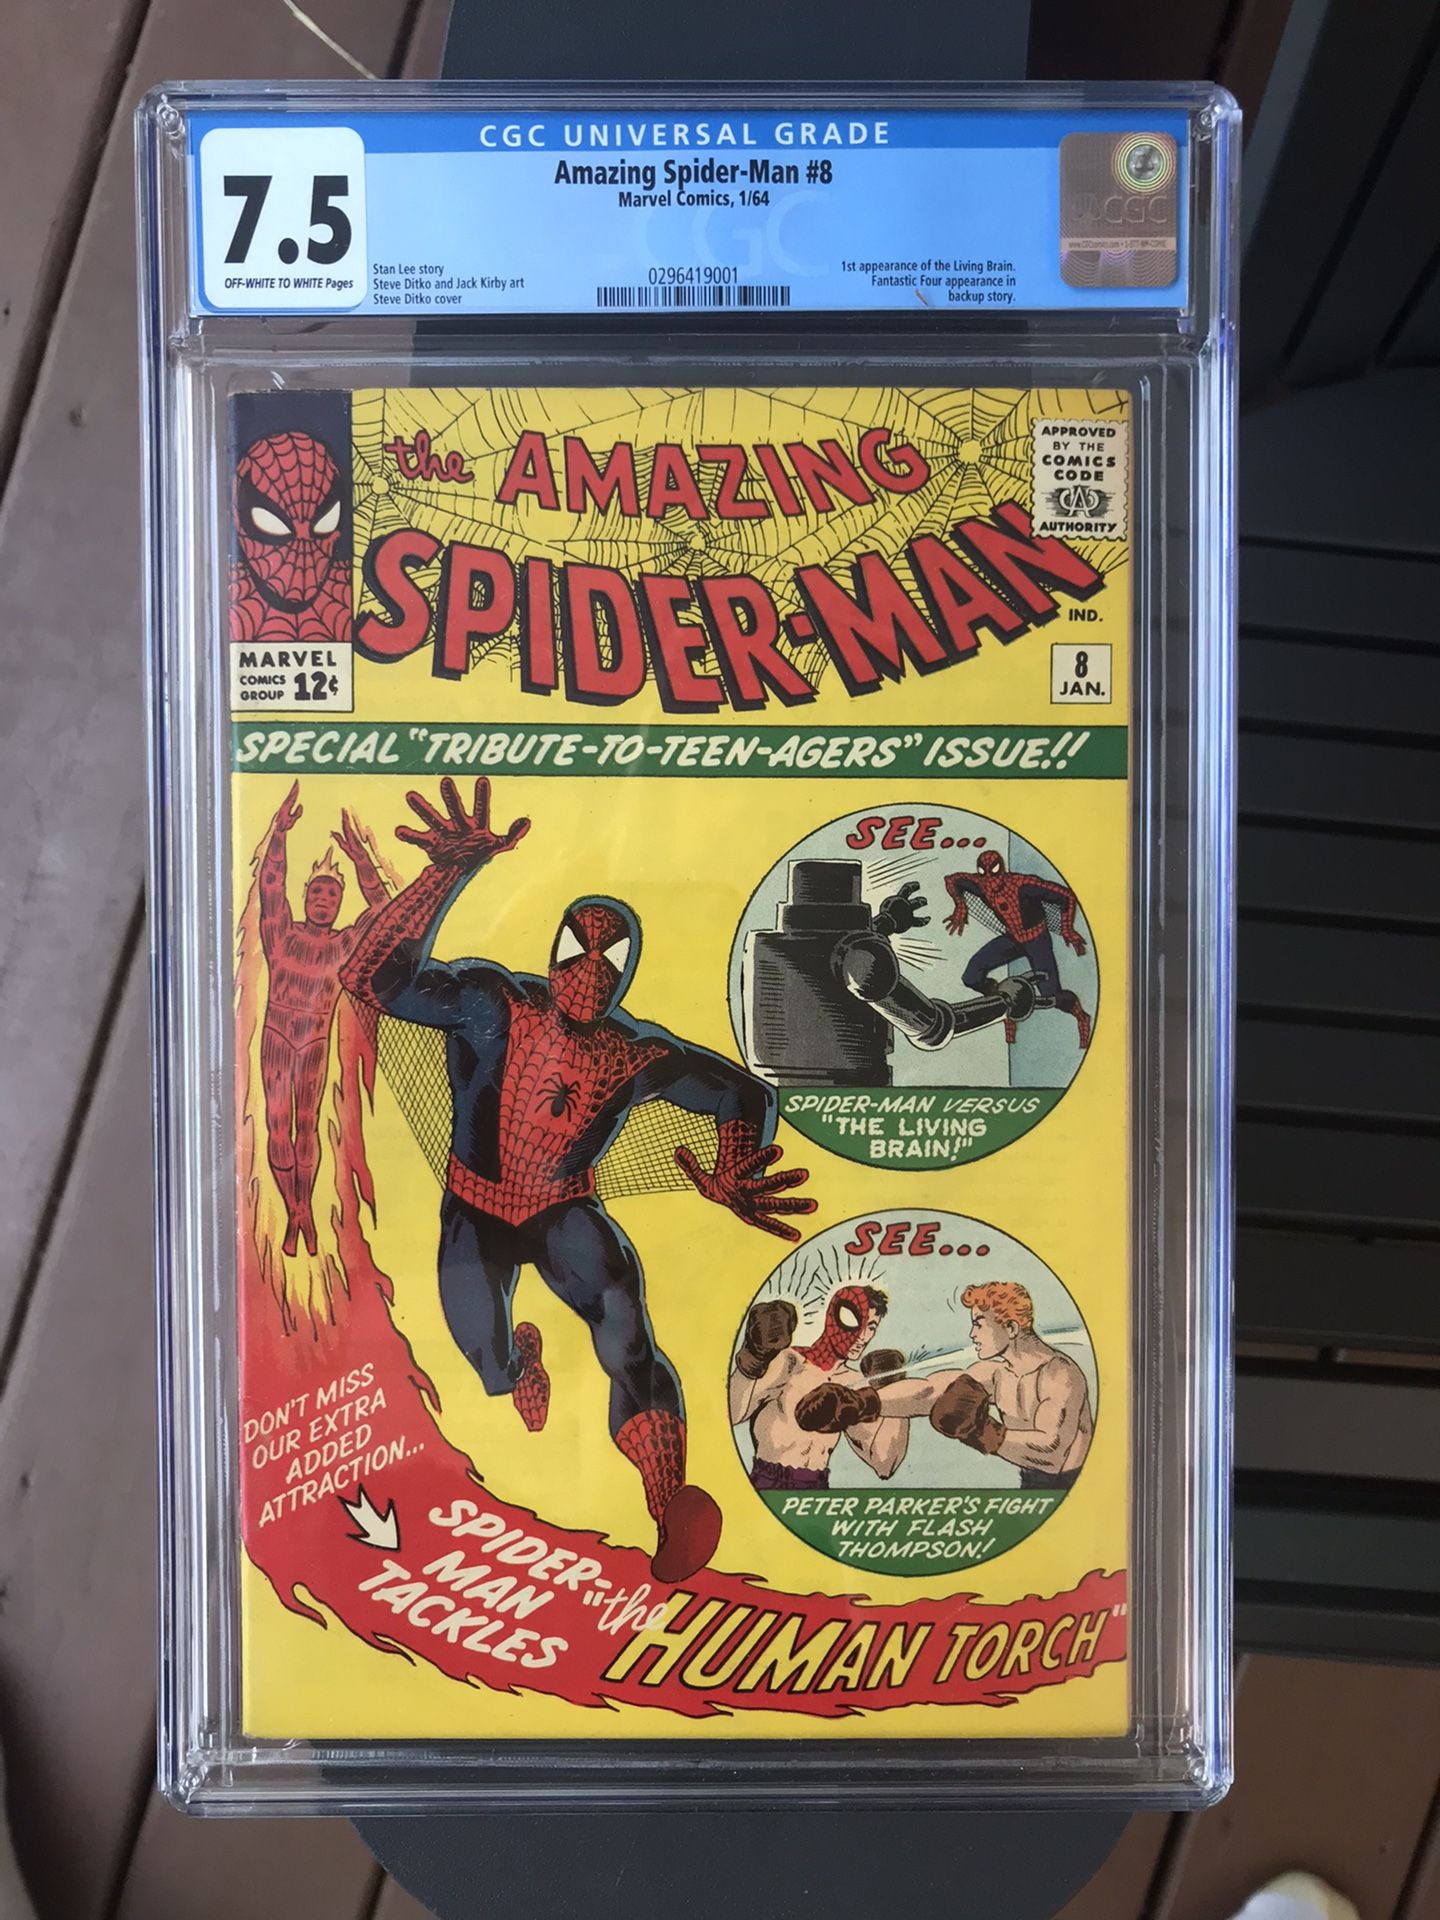 CGC UNIVERSAL GRADE
7.5
OFF-WHITE TO WHITE Pages
Amazing Spider-Man #8
Marvel Comics, 1/64
Stan Lee story
Steve Ditko and Jack Kirby art
Steve Ditko cover
0296419001
1st appearance of the Living Brain.
Fantastic Four appearance in
backup story.
CGC
CGC
the AMAZING
SPIDER-MAN
APPROVED
BY THE
COMICS
CODE
AUTHORITY
IND.
MARVEL
COMICS
GROUP 12¢
8
JAN.
SPECIAL "TRIBUTE-TO-TEEN-AGERS" ISSUE!!
SEE...
SPIDER-MAN VERSUS
"THE LIVING
BRAIN!"
SEE...
PETER PARKER'S FIGHT
WITH FLASH
THOMPSON!
DON'T MISS
OUR EXTRA
ADDED
ATTRACTION...
SPIDER-
MAN
TACKLES
"the HUMAN TORCH"